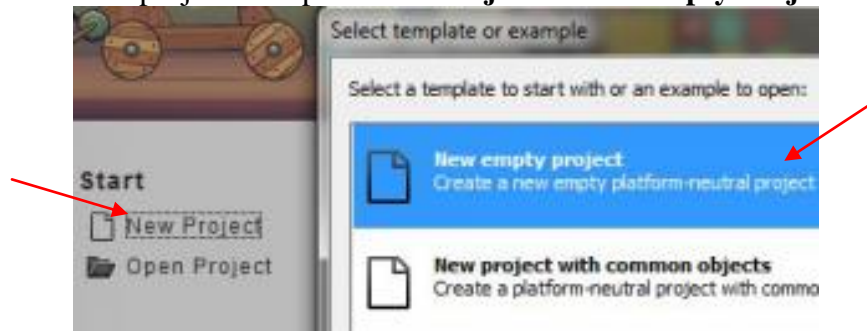 Select template or example
Select a template to start with or an example to open:
New empty project
Create a new empty platform-neutral project
Start
New Project
Open Project
New project with common objects
Create a platform-neutral project with commo